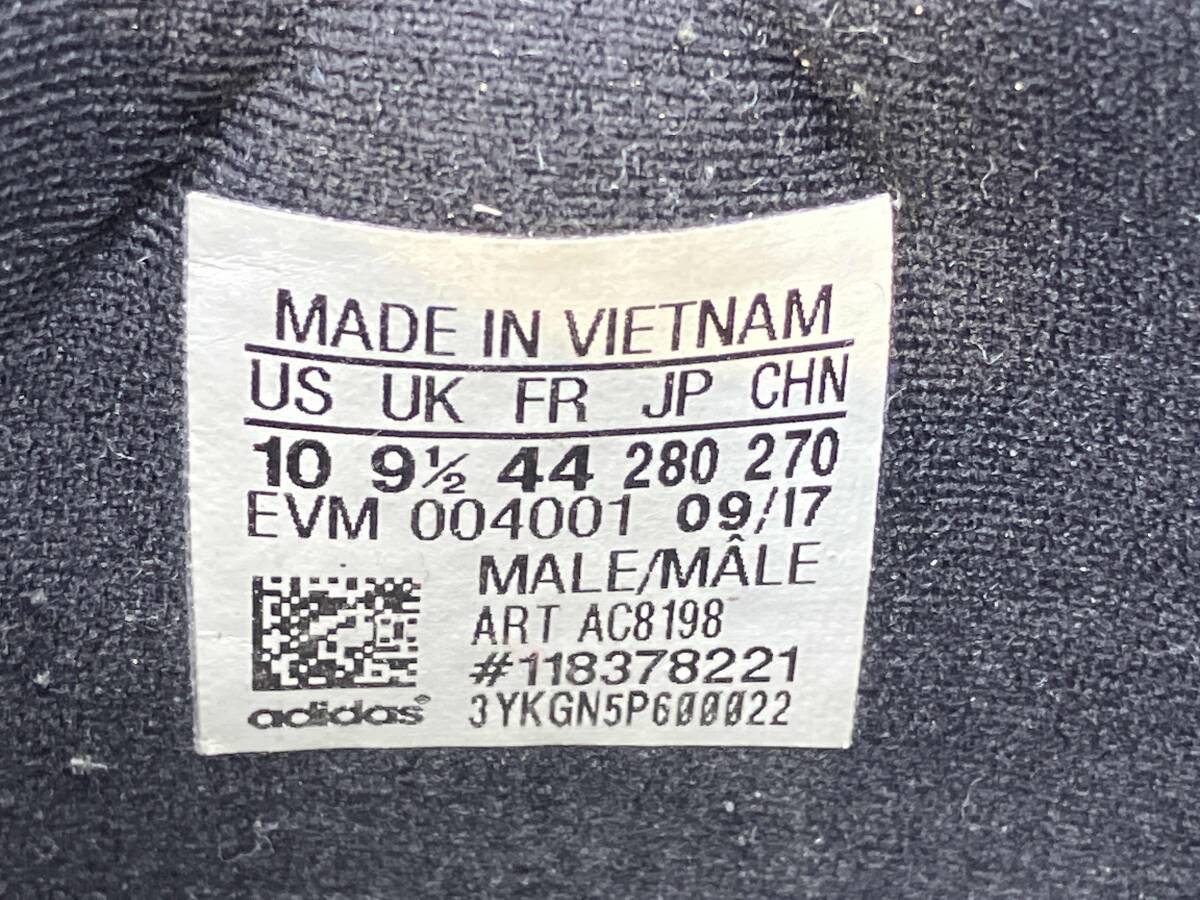 MADE IN VIETNAM
US UK FR JP CHN
10 9½ 44 280 270
EVM 004001 09/17
MALE/MÂLE
ART AC8198
#118378221
adidas® 3YKGN5P600022